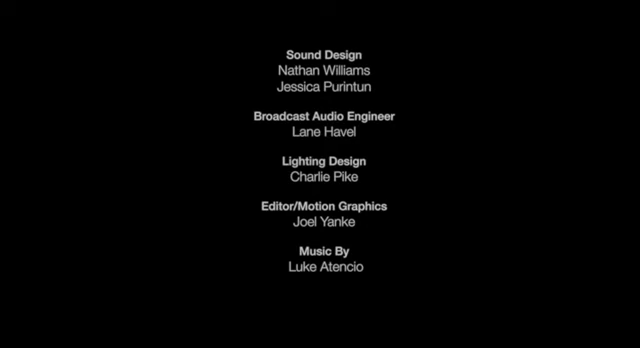 Sound Design
Nathan Williams
Jessica Purintun
Broadcast Audio Engineer
Lane Havel
Lighting Design
Charlie Pike
Editor/Motion Graphics
Joel Yanke
Music By
Luke Atencio